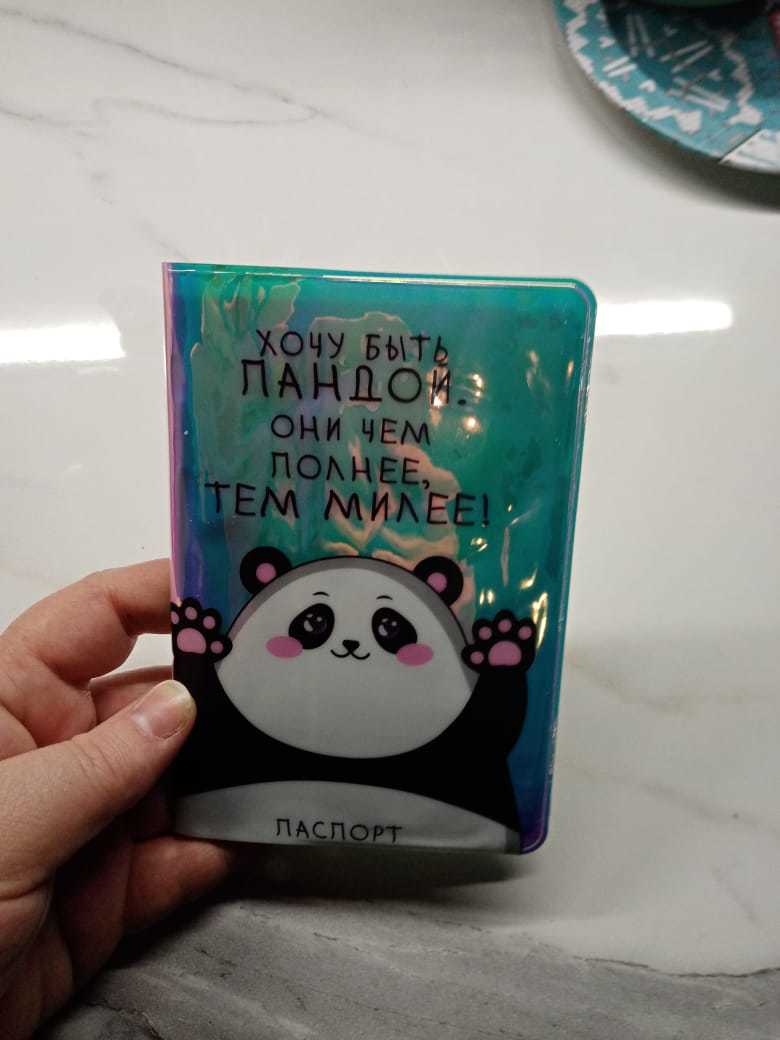 ХОЧУ БЫТЬ
ПАНДОЙ.
ОНИ ЧЕМ
ПОЛНЕЕ,
ТЕМ МИЛЕЕ!
ПАСПОРТ